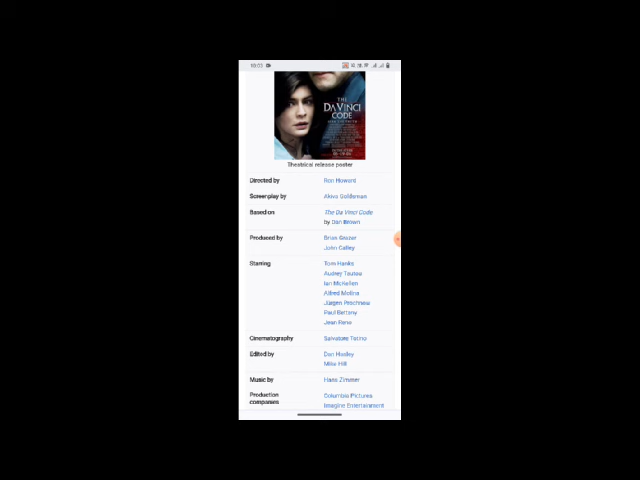 THE
DA VINCI
CODE
Theatrical release poster
Directed by Ron Howard
Screenplay by Akiva Goldsman
Based on The Da Vinci Code
by Dan Brown
Produced by Brian Grazer
John Calley
Starring Tom Hanks
Audrey Tautou
Ian McKellen
Alfred Molina
Jürgen Prochnow
Paul Bettany
Jean Reno
Cinematography Salvatore Totino
Edited by Dan Hanley
Mike Hill
Music by Hans Zimmer
Production Columbia Pictures
companies Imagine Entertainment